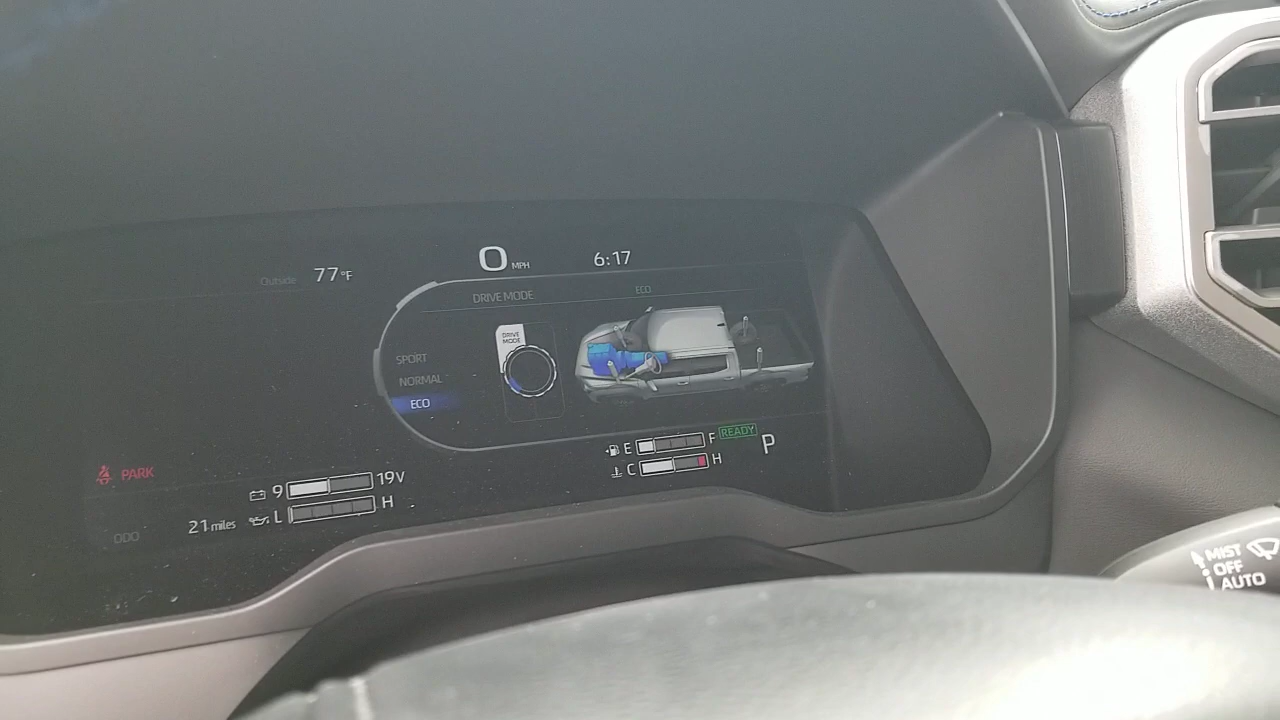 Outside 77°F
0 MPH
6:17
DRIVE MODE
ECO
DRIVE
MODE
SPORT
NORMAL
ECO
E F READY
P
C H
PARK
9 19V
L H
ODO 21 miles
MIST
OFF
AUTO